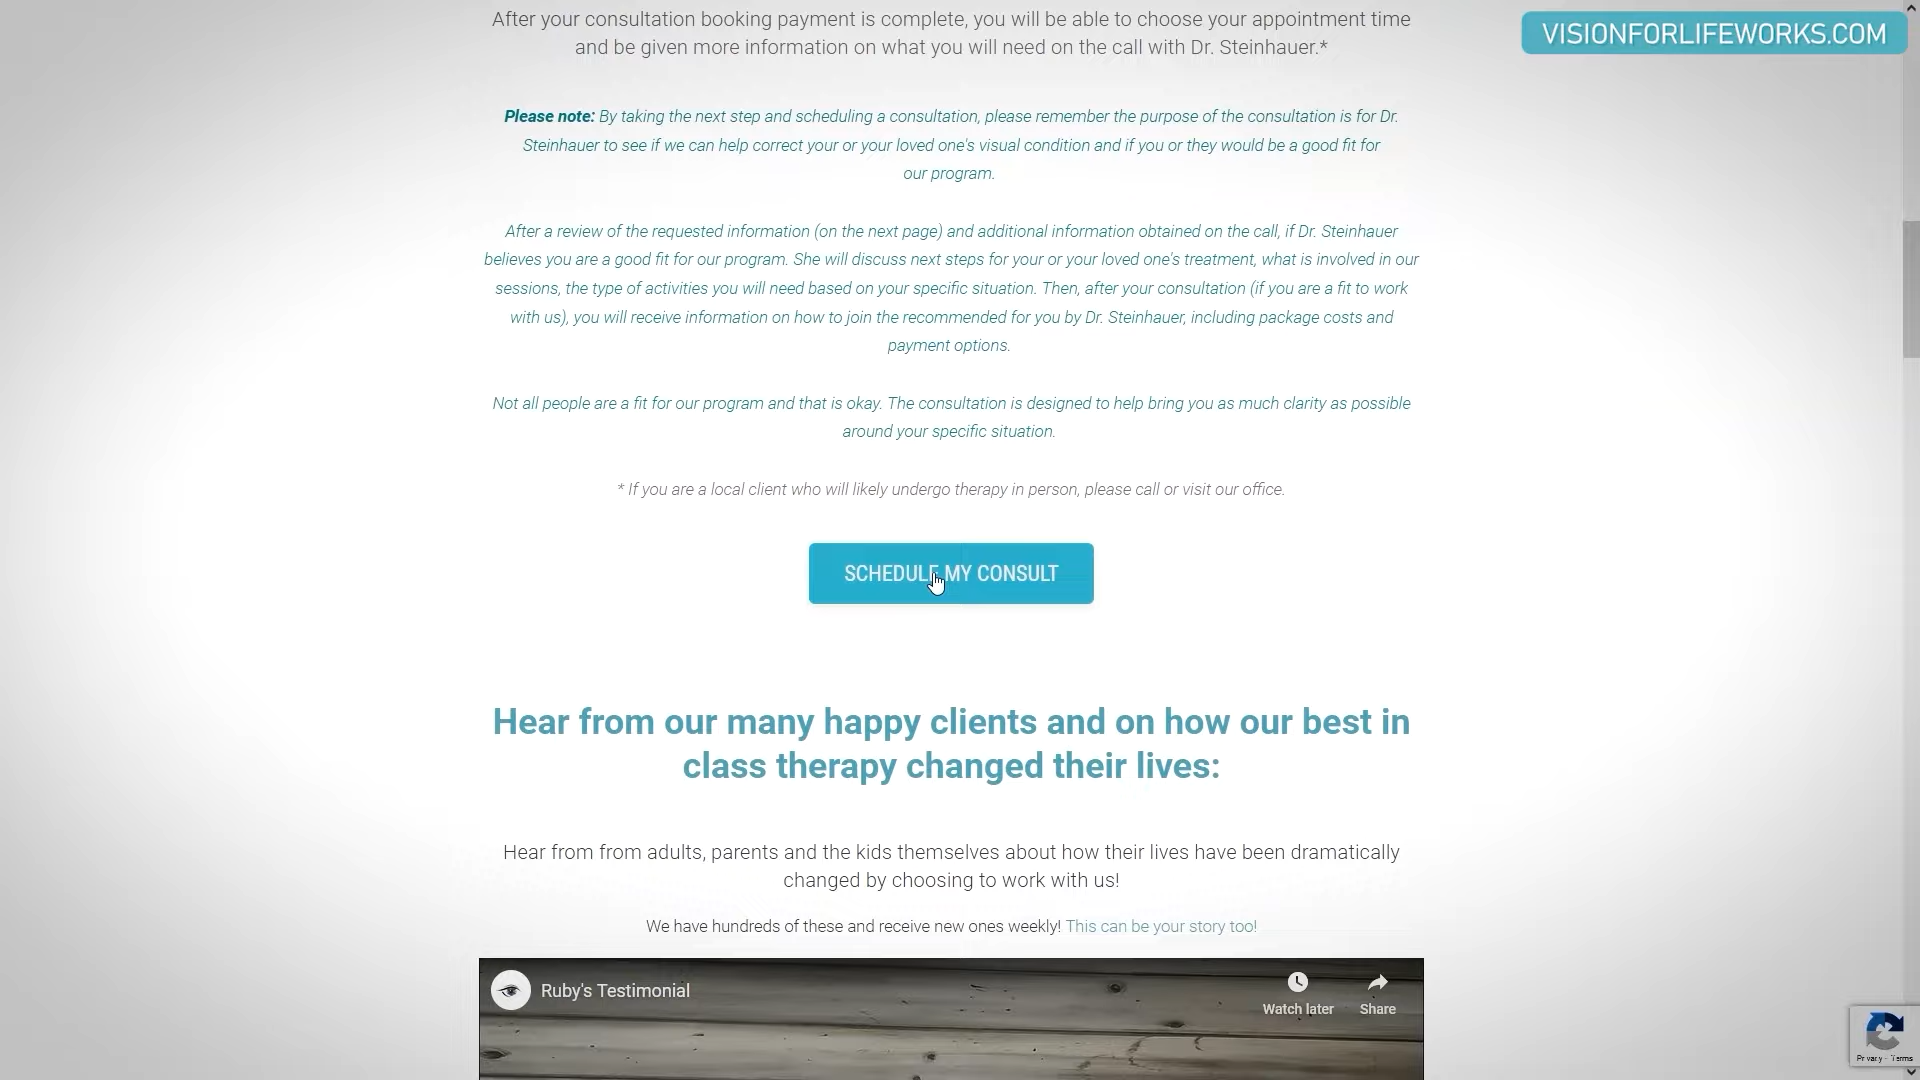 After your consultation booking payment is complete, you will be able to choose your appointment time
and be given more information on what you will need on the call with Dr. Steinhauer.*
VISIONFORLIFEWORKS.COM
Please note: By taking the next step and scheduling a consultation, please remember the purpose of the consultation is for Dr.
Steinhauer to see if we can help correct your or your loved one's visual condition and if you or they would be a good fit for
our program.
After a review of the requested information (on the next page) and additional information obtained on the call, if Dr. Steinhauer
believes you are a good fit for our program. She will discuss next steps for your or your loved one's treatment, what is involved in our
sessions, the type of activities you will need based on your specific situation. Then, after your consultation (if you are a fit to work
with us), you will receive information on how to join the recommended for you by Dr. Steinhauer, including package costs and
payment options.
Not all people are a fit for our program and that is okay. The consultation is designed to help bring you as much clarity as possible
around your specific situation.
* If you are a local client who will likely undergo therapy in person, please call or visit our office.
SCHEDULE MY CONSULT
Hear from our many happy clients and on how our best in
class therapy changed their lives:
Hear from from adults, parents and the kids themselves about how their lives have been dramatically
changed by choosing to work with us!
We have hundreds of these and receive new ones weekly! This can be your story too!
Ruby's Testimonial
Watch later
Share
Privacy - Terms